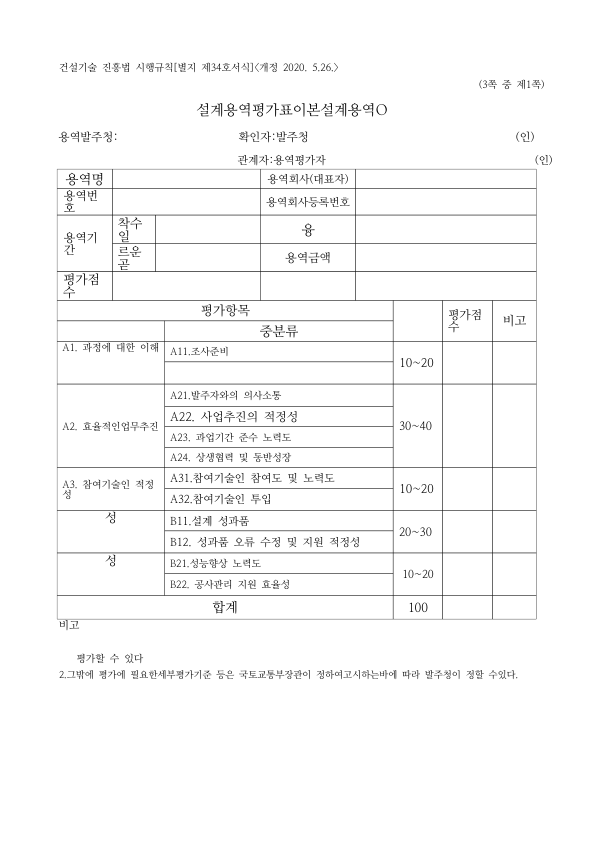 건설기술 진흥법 시행규칙[별지 제34호서식]<개정 2020. 5.26.>
(3쪽 중 제1쪽)
설계용역평가표이본설계용역O
용역발주청: 확인자:발주청 (인)
관계자:용역평가자 (인)
용역명 용역회사(대표자)
용역번호 용역회사등록번호
용역기간 착수일 융
르운곧 용역금액
평가점수
평가항목 평가점수 비고
중분류
A1. 과정에 대한 이해 A11.조사준비 10~20
A2. 효율적인업무추진 A21.발주자와의 의사소통 30~40
A22. 사업추진의 적정성
A23. 과업기간 준수 노력도
A24. 상생협력 및 동반성장
A3. 참여기술인 적정성 A31.참여기술인 참여도 및 노력도 10~20
A32.참여기술인 투입
성 B11.설계 성과품 20~30
B12. 성과품 오류 수정 및 지원 적정성
성 B21.성능향상 노력도 10~20
B22. 공사관리 지원 효율성
합계 100
비고
평가할 수 있다
2.그밖에 평가에 필요한세부평가기준 등은 국토교통부장관이 정하여고시하는바에 따라 발주청이 정할 수있다.